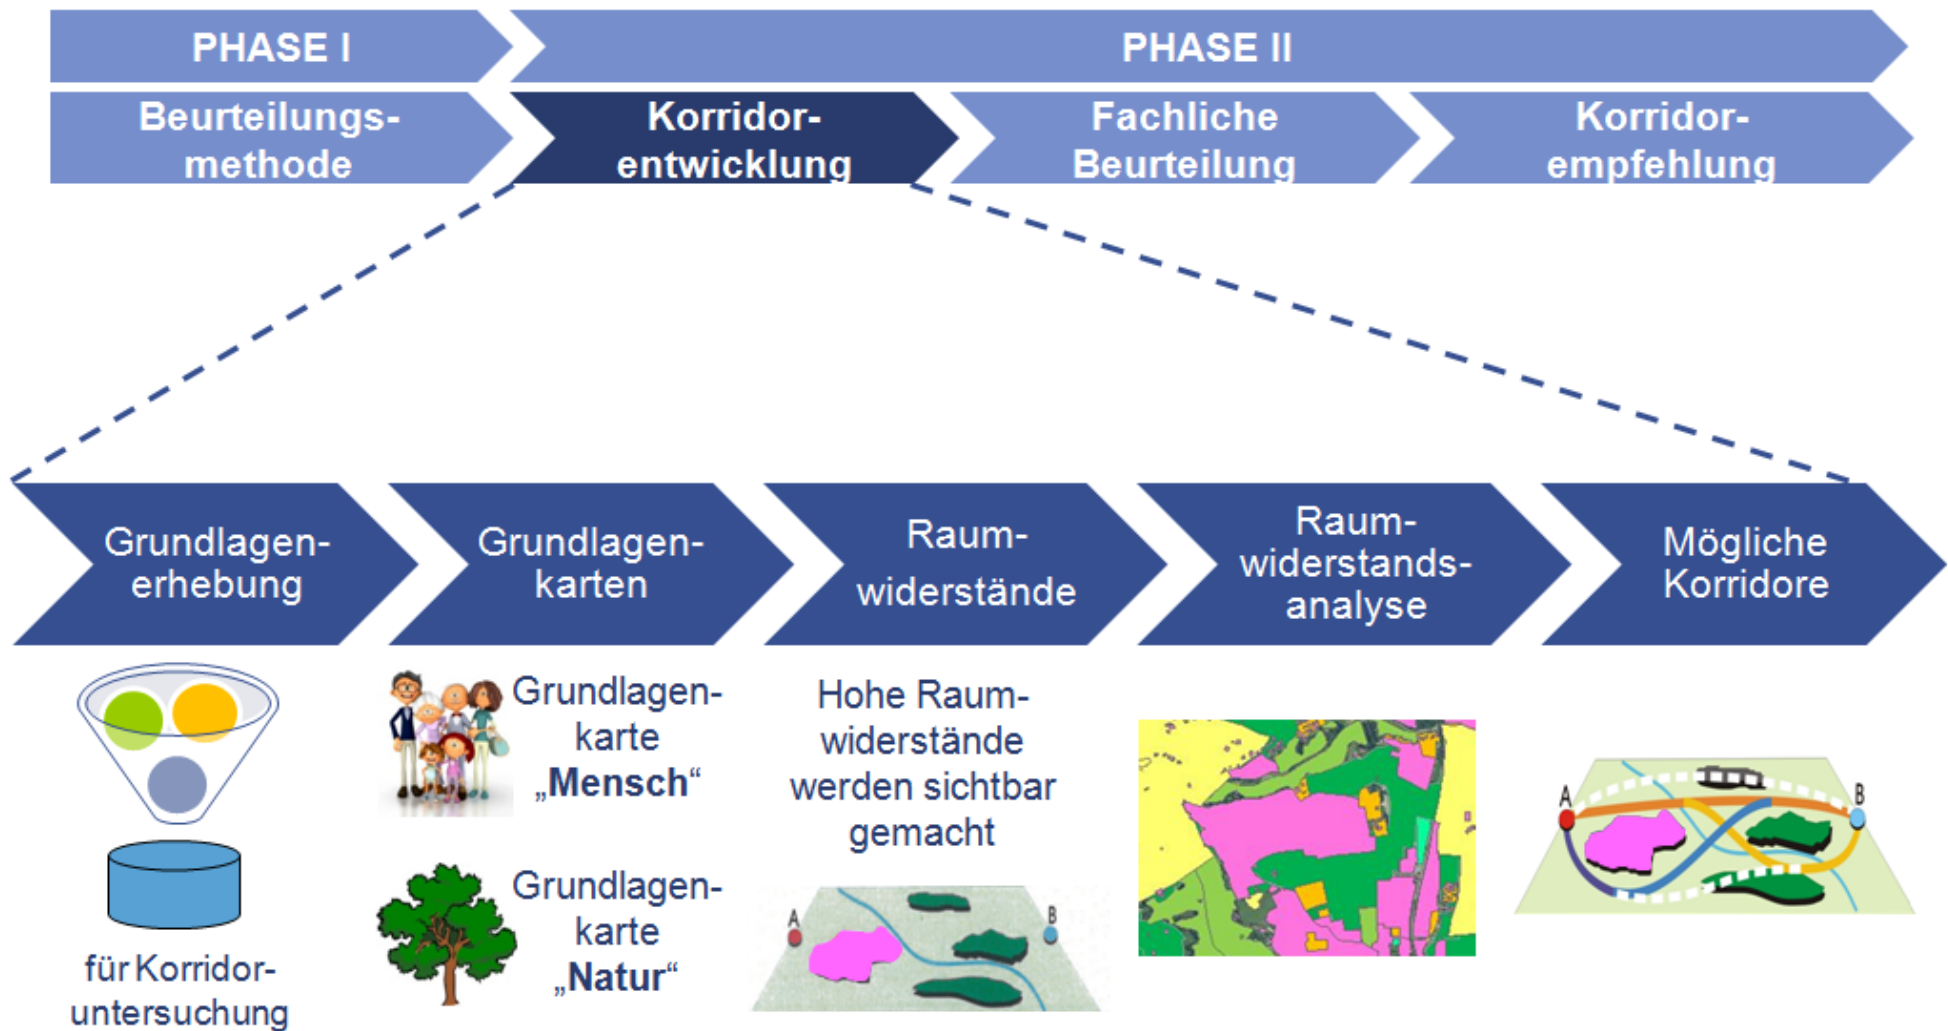 PHASE I
PHASE II
Beurteilungs-
methode
Korridor-
entwicklung
Fachliche
Beurteilung
Korridor-
empfehlung
Grundlagen-
erhebung
Grundlagen-
karten
Raum-
widerstände
Raum-
widerstands-
analyse
Mögliche
Korridore
für Korridor-
untersuchung
Grundlagen-
karte
„Mensch“
Grundlagen-
karte
„Natur“
Hohe Raum-
widerstände
werden sichtbar
gemacht
A
B
A
B